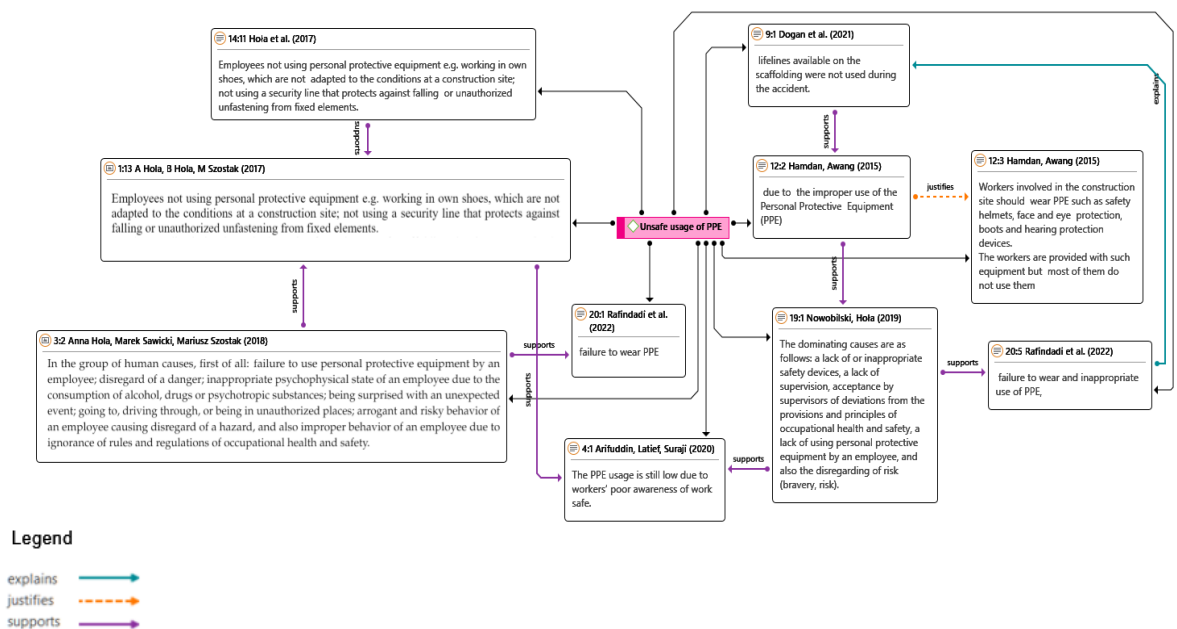 14:11 Hoła et al. (2017)
Employees not using personal protective equipment e.g. working in own
shoes, which are not adapted to the conditions at a construction site;
not using a security line that protects against falling or unauthorized
unfastening from fixed elements.
supports
1:13 A Hola, B Hola, M Szostak (2017)
Employees not using personal protective equipment e.g. working in own shoes, which are not
adapted to the conditions at a construction site; not using a security line that protects against
falling or unauthorized unfastening from fixed elements.
supports
3:2 Anna Hola, Marek Sawicki, Mariusz Szostak (2018)
In the group of human causes, first of all: failure to use personal protective equipment by an
employee; disregard of a danger; inappropriate psychophysical state of an employee due to the
consumption of alcohol, drugs or psychotropic substances; being surprised with an unexpected
event; going to, driving through, or being in unauthorized places; arrogant and risky behavior of
an employee causing disregard of a hazard, and also improper behavior of an employee due to
ignorance of rules and regulations of occupational health and safety.
supports
supports
20:1 Rafindadi et al.
(2022)
failure to wear PPE
4:1 Arifuddin, Latief, Suraji (2020)
The PPE usage is still low due to
workers' poor awareness of work
safe.
supports
Unsafe usage of PPE
9:1 Dogan et al. (2021)
lifelines available on the
scaffolding were not used during
the accident.
supports
explains
12:2 Hamdan, Awang (2015)
due to the improper use of the
Personal Protective Equipment
(PPE)
justifies
12:3 Hamdan, Awang (2015)
Workers involved in the construction
site should wear PPE such as safety
helmets, face and eye protection,
boots and hearing protection
devices.
The workers are provided with such
equipment but most of them do
not use them
supports
19:1 Nowobilski, Hoła (2019)
The dominating causes are as
follows: a lack of or inappropriate
safety devices, a lack of
supervision, acceptance by
supervisors of deviations from the
provisions and principles of
occupational health and safety, a
lack of using personal protective
equipment by an employee, and
also the disregarding of risk
(bravery, risk).
supports
20:5 Rafindadi et al. (2022)
failure to wear and inappropriate
use of PPE,
Legend
explains
justifies
supports